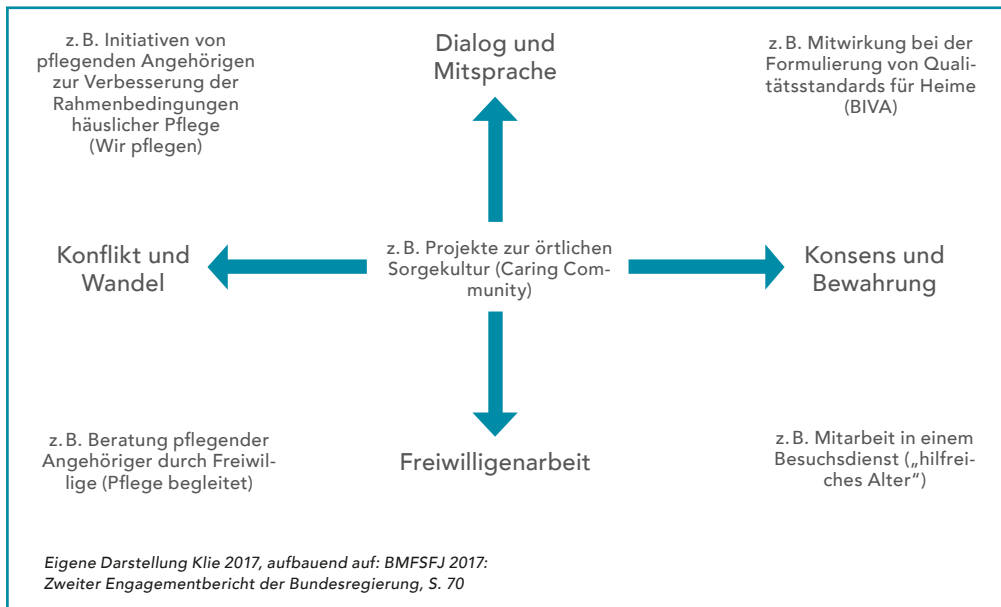 z. B. Initiativen von
pflegenden Angehörigen
zur Verbesserung der
Rahmenbedingungen
häuslicher Pflege
(Wir pflegen)
Dialog und
Mitsprache
z. B. Mitwirkung bei der
Formulierung von Quali-
tätsstandards für Heime
(BIVA)
Konflikt und
Wandel
z. B. Projekte zur örtlichen
Sorgekultur (Caring Com-
munity)
Konsens und
Bewahrung
z. B. Beratung pflegender
Angehöriger durch Freiwil-
lige (Pflege begleitet)
Freiwilligenarbeit
z. B. Mitarbeit in einem
Besuchsdienst („hilfrei-
ches Alter“)
Eigene Darstellung Klie 2017, aufbauend auf: BMFSFJ 2017:
Zweiter Engagementbericht der Bundesregierung, S. 70